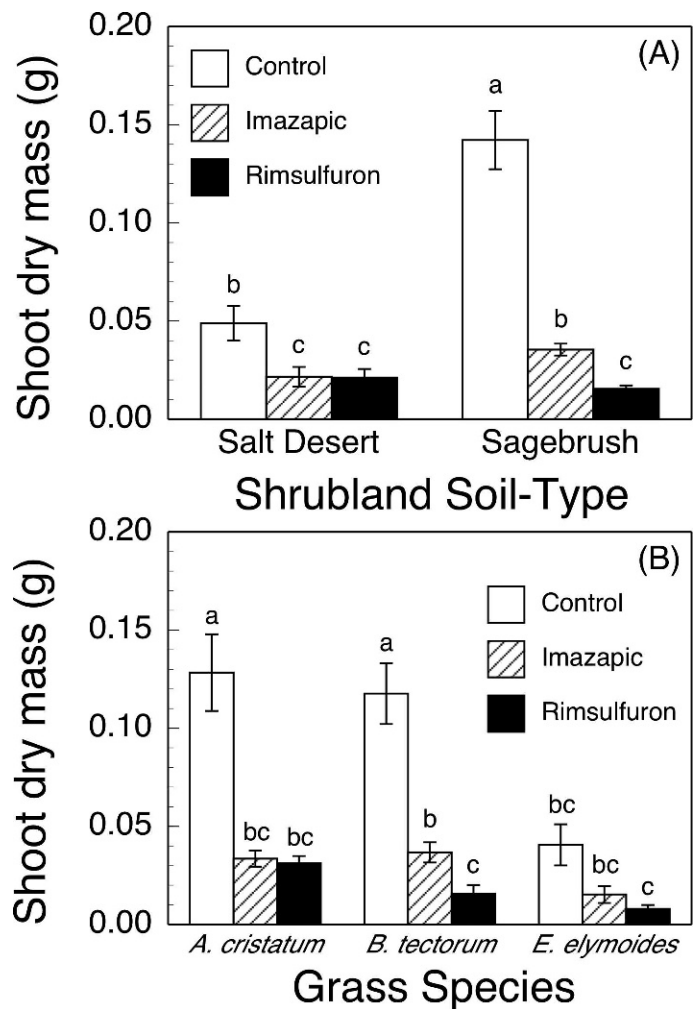 (A)
Shoot dry mass (g)
0.20
0.15
0.10
0.05
0.00
Control
Imazapic
Rimsulfuron
b
c
c
a
b
c
Salt Desert
Sagebrush
Shrubland Soil-Type
(B)
Shoot dry mass (g)
0.20
0.15
0.10
0.05
0.00
Control
Imazapic
Rimsulfuron
a
bc
bc
a
b
c
bc
bc
c
A. cristatum
B. tectorum
E. elymoides
Grass Species